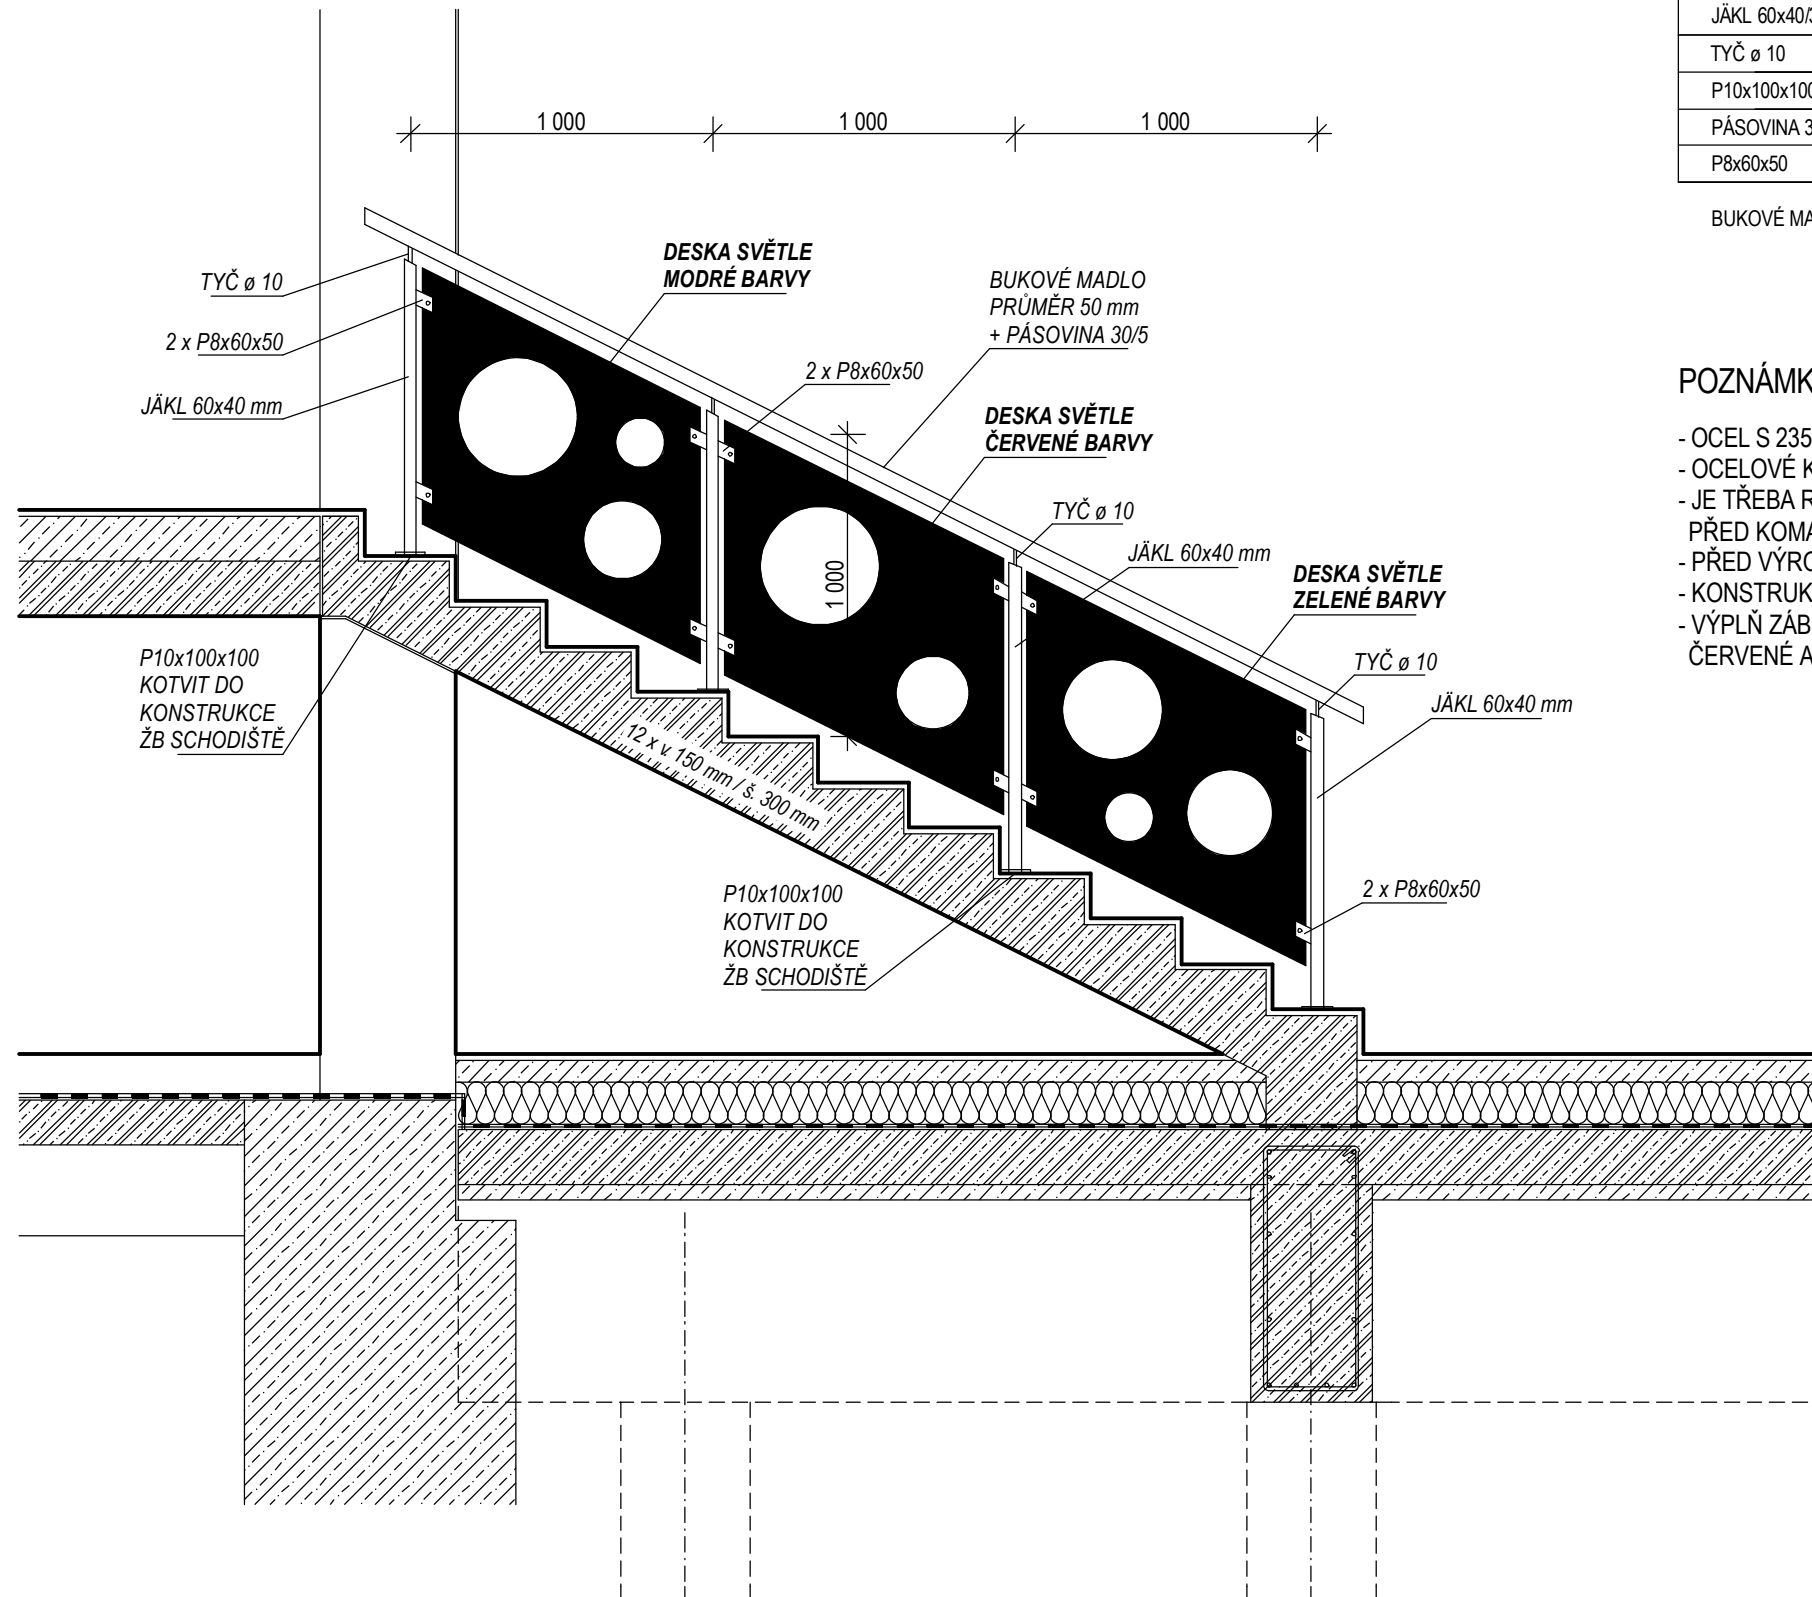 1 000
1 000
1 000
TYČ ø 10
2 x P8x60x50
JÄKL 60x40 mm
DESKA SVĚTLE
MODRÉ BARVY
BUKOVÉ MADLO
PRŮMĚR 50 mm
+ PÁSOVINA 30/5
2 x P8x60x50
DESKA SVĚTLE
ČERVENÉ BARVY
1 000
TYČ ø 10
JÄKL 60x40 mm
DESKA SVĚTLE
ZELENÉ BARVY
TYČ ø 10
JÄKL 60x40 mm
2 x P8x60x50
P10x100x100
KOTVIT DO
KONSTRUKCE
ŽB SCHODIŠTĚ
12 x v. 150 mm / š. 300 mm
P10x100x100
KOTVIT DO
KONSTRUKCE
ŽB SCHODIŠTĚ
JÄKL 60x40/
TYČ ø 10
P10x100x100
PÁSOVINA 3
P8x60x50
BUKOVÉ MA
POZNÁMK
- OCEL S 235
- OCELOVÉ K
- JE TŘEBA R
PŘED KOMA
- PŘED VÝRO
- KONSTRUK
- VÝPLŇ ZÁB
ČERVENÉ A